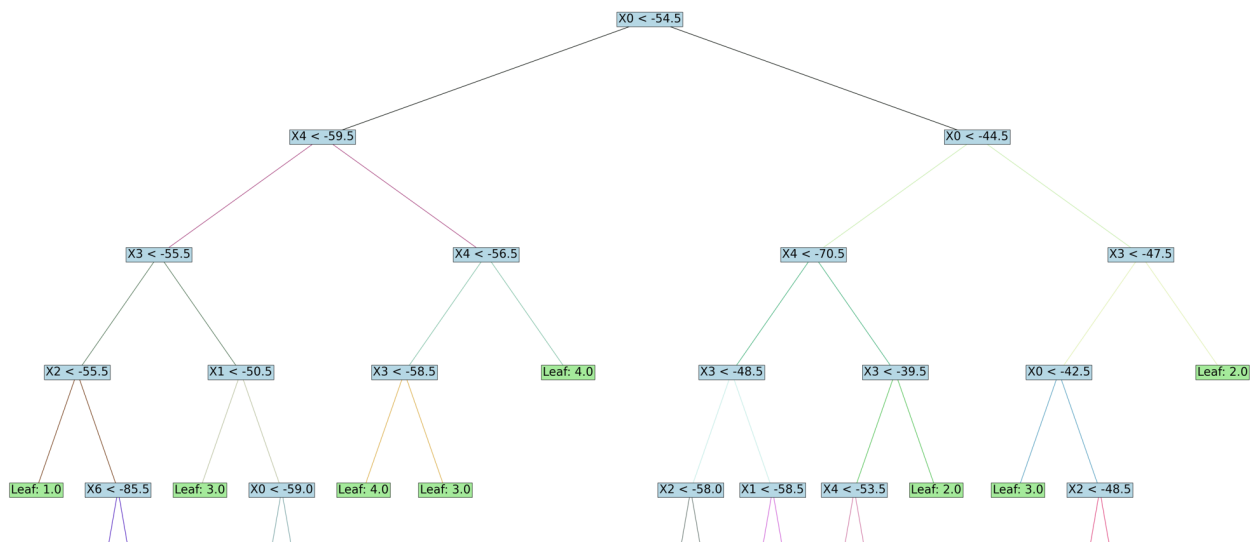 X0 < -54.5
X4 < -59.5
X0 < -44.5
X3 < -55.5
X4 < -56.5
X4 < -70.5
X3 < -47.5
X2 < -55.5
X1 < -50.5
X3 < -58.5
Leaf: 4.0
X3 < -48.5
X3 < -39.5
X0 < -42.5
Leaf: 2.0
Leaf: 1.0
X6 < -85.5
Leaf: 3.0
X0 < -59.0
Leaf: 4.0
Leaf: 3.0
X2 < -58.0
X1 < -58.5
X4 < -53.5
Leaf: 2.0
Leaf: 3.0
X2 < -48.5